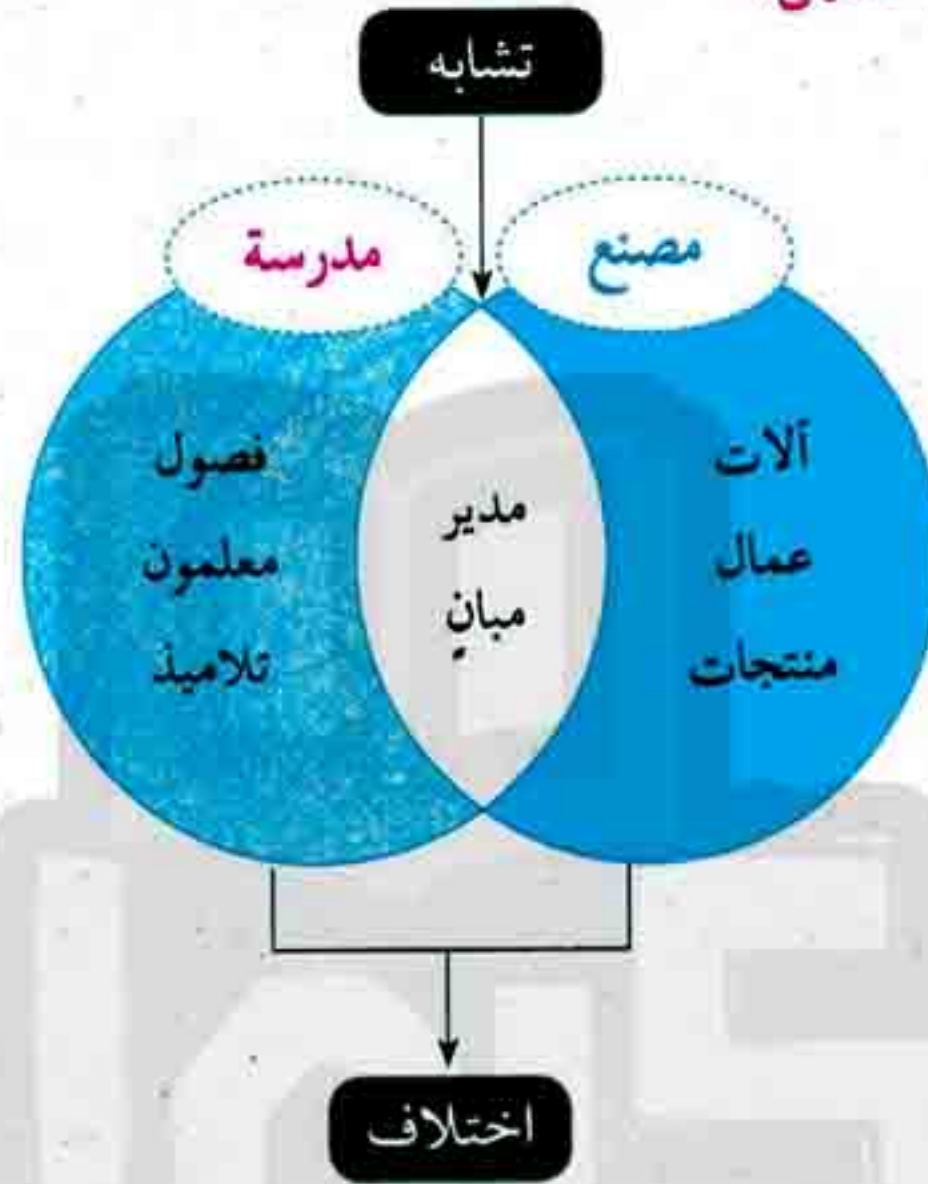 تشابه
مصنع
مدرسة
آلات
عمال
منتجات
مدير
مبانٍ
فصول
معلمون
تلاميذ
اختلاف